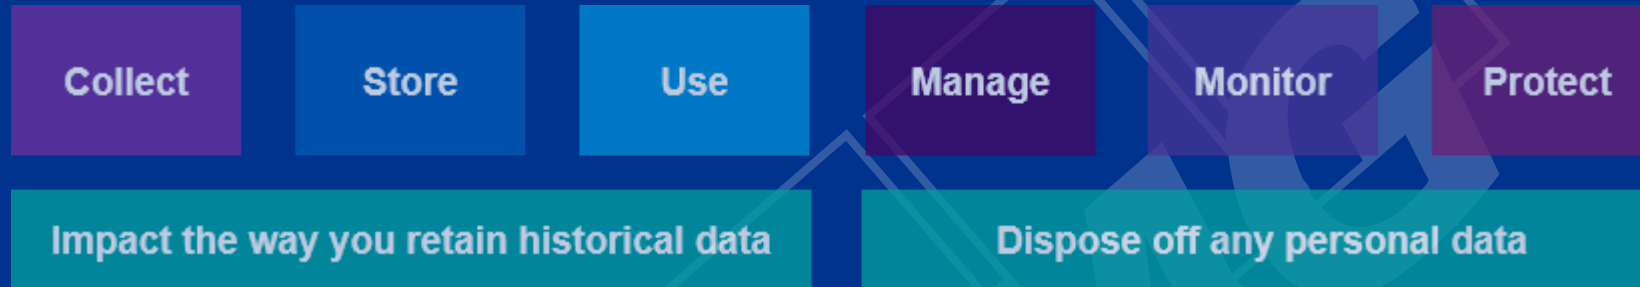 Collect Store Use Manage Monitor Protect
Impact the way you retain historical data Dispose off any personal data